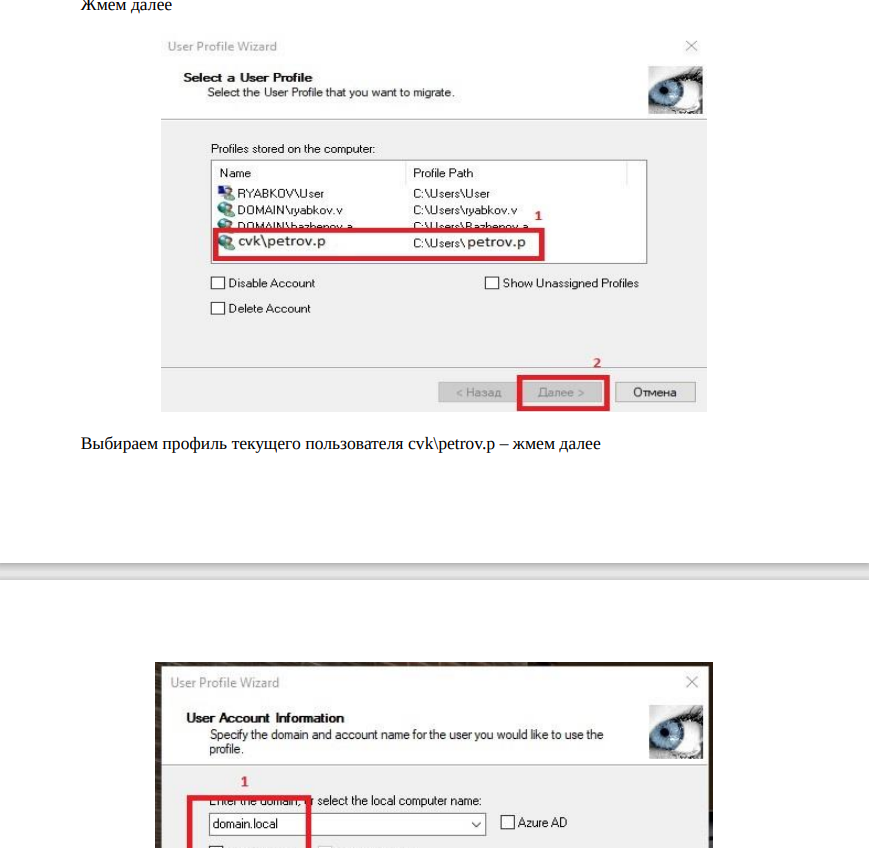 Жмем далее
User Profile Wizard
Select a User Profile
Select the User Profile that you want to migrate.
Profiles stored on the computer:
Name Profile Path
RYABKOV\User C:\Users\User
DOMAIN\ryabkov.v C:\Users\ryabkov.v
1
DOMAIN\bazhenov.a C:\Users\Bazhenov.a
cvk\petrov.p C:\Users\petrov.p
Disable Account Show Unassigned Profiles
Delete Account
2
< Назад Далее > Отмена
Выбираем профиль текущего пользователя cvk\petrov.p – жмем далее
User Profile Wizard
User Account Information
Specify the domain and account name for the user you would like to use the
profile.
1
Enter the domain, or select the local computer name:
domain.local Azure AD